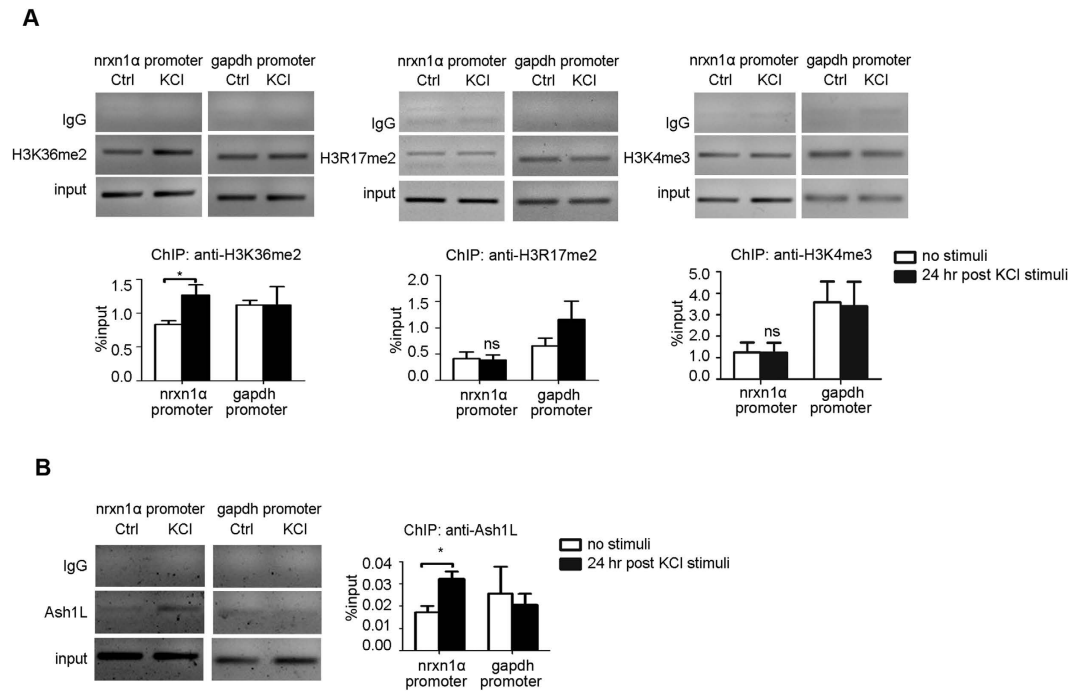 A
nrxn1α promoter gapdh promoter
Ctrl KCl Ctrl KCl
IgG
H3K36me2
input
nrxn1α promoter gapdh promoter
Ctrl KCl Ctrl KCl
IgG
H3R17me2
input
nrxn1α promoter gapdh promoter
Ctrl KCl Ctrl KCl
IgG
H3K4me3
input
ChIP: anti-H3K36me2
%input
1.5
1.0
0.5
0.0
*
nrxn1α promoter
gapdh promoter
ChIP: anti-H3R17me2
%input
2.0
1.5
1.0
0.5
0.0
ns
nrxn1α promoter
gapdh promoter
ChIP: anti-H3K4me3
%input
5.0
4.0
3.0
2.0
1.0
0.0
ns
nrxn1α promoter
gapdh promoter
no stimuli
24 hr post KCl stimuli
B
nrxn1α promoter gapdh promoter
Ctrl KCl Ctrl KCl
IgG
Ash1L
input
ChIP: anti-Ash1L
%input
0.04
0.03
0.02
0.01
0.00
*
nrxn1α promoter
gapdh promoter
no stimuli
24 hr post KCl stimuli